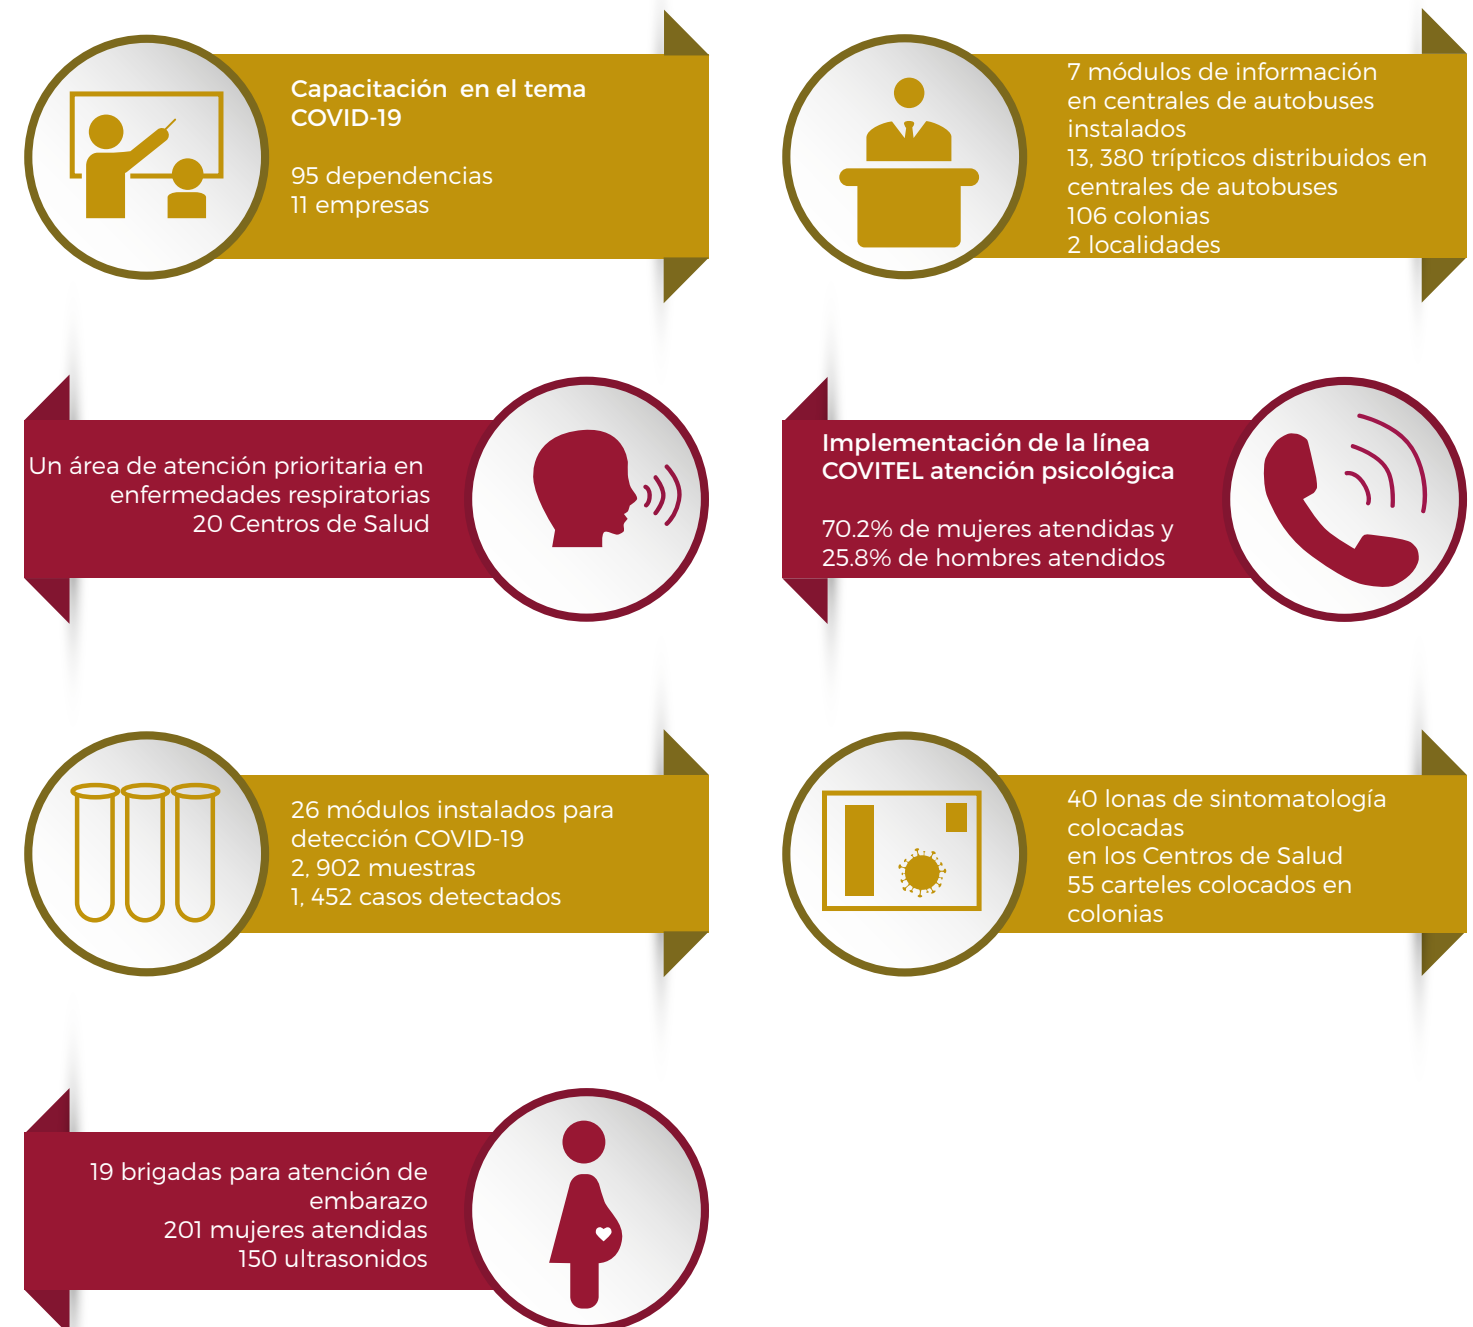 Capacitación en el tema
COVID-19
95 dependencias
11 empresas
7 módulos de información
en centrales de autobuses
instalados
13, 380 trípticos distribuidos en
centrales de autobuses
106 colonias
2 localidades
Un área de atención prioritaria en
enfermedades respiratorias
20 Centros de Salud
Implementación de la línea
COVITEL atención psicológica
70.2% de mujeres atendidas y
25.8% de hombres atendidos
26 módulos instalados para
detección COVID-19
2, 902 muestras
1, 452 casos detectados
40 lonas de sintomatología
colocadas
en los Centros de Salud
55 carteles colocados en
colonias
19 brigadas para atención de
embarazo
201 mujeres atendidas
150 ultrasonidos